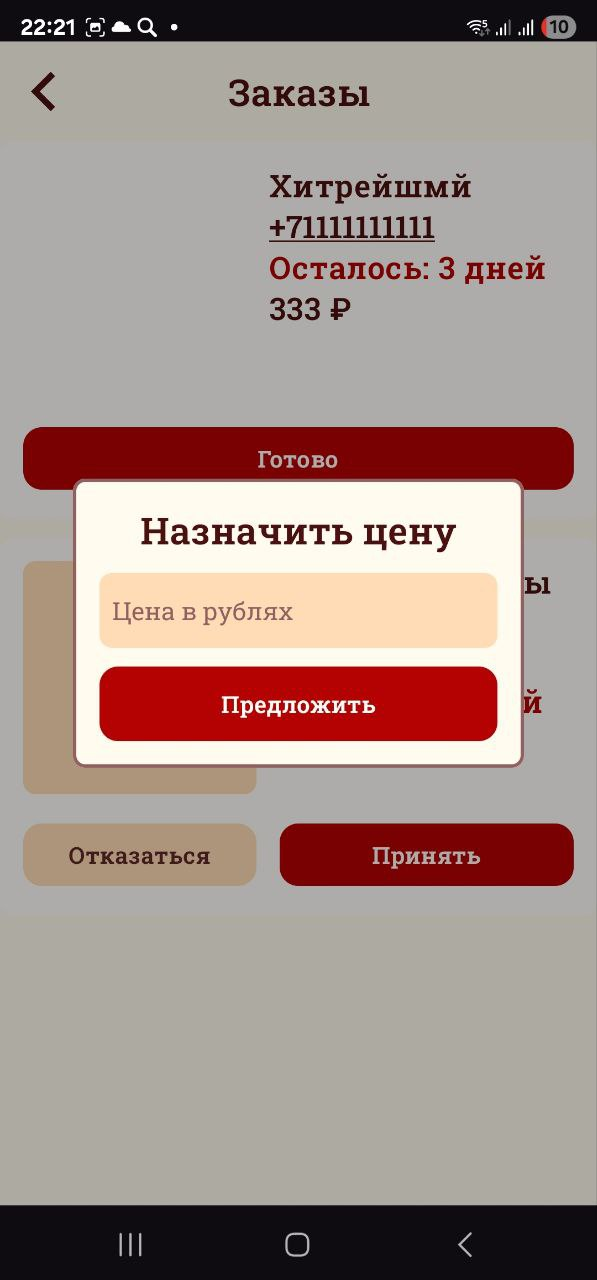 22:21
10
Заказы
Хитрейшмй
+71111111111
Осталось: 3 дней
333 ₽
Готово
Назначить цену
ы
Цена в рублях
Предложить
й
Отказаться
Принять